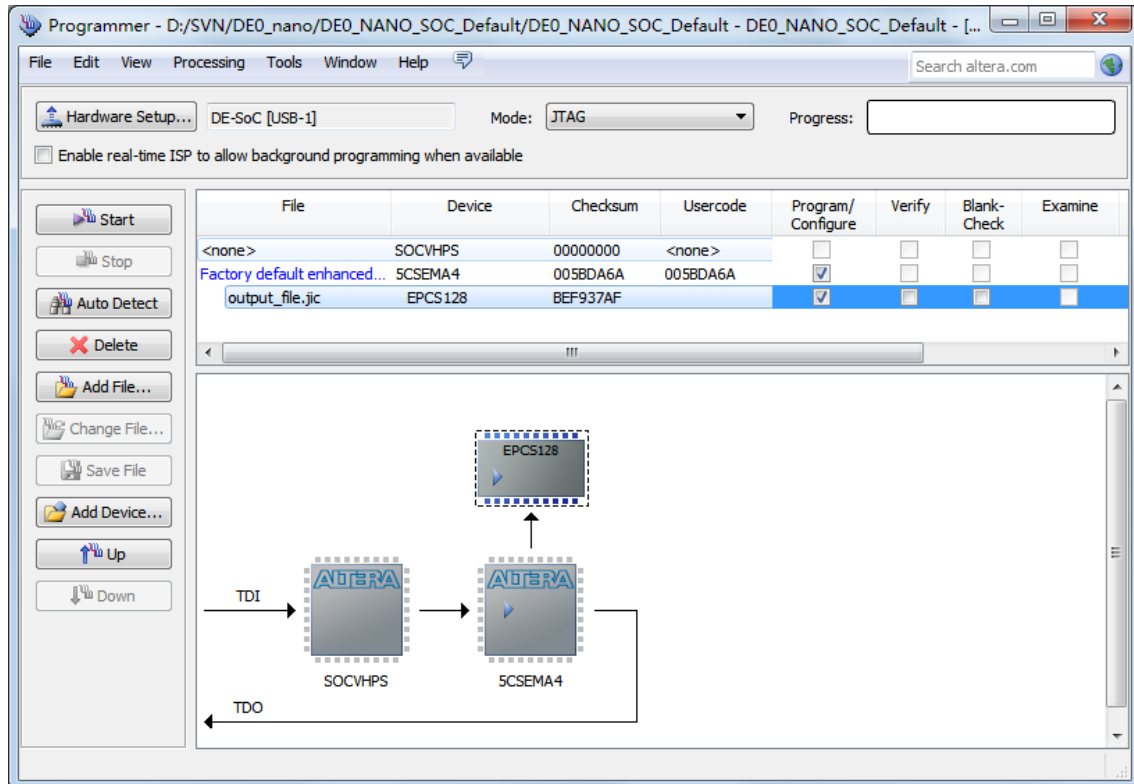 Programmer - D:/SVN/DE0_nano/DE0_NANO_SOC_Default/DE0_NANO_SOC_Default - DE0_NANO_SOC_Default - [...
File Edit View Processing Tools Window Help Search altera.com
Hardware Setup... DE-SoC [USB-1] Mode: JTAG Progress:
Enable real-time ISP to allow background programming when available
Start
Stop
Auto Detect
Delete
Add File...
Change File...
Save File
Add Device...
Up
Down
File Device Checksum Usercode Program/ Verify Blank- Examine
Configure Check
<none> SOCVHPS 00000000 <none>
Factory default enhanced... 5CSEMA4 005BDA6A 005BDA6A
output_file.jic EPCS128 BEF937AF
EPCS128
ALTERA ALTERA
TDI
SOCVHPS 5CSEMA4
TDO